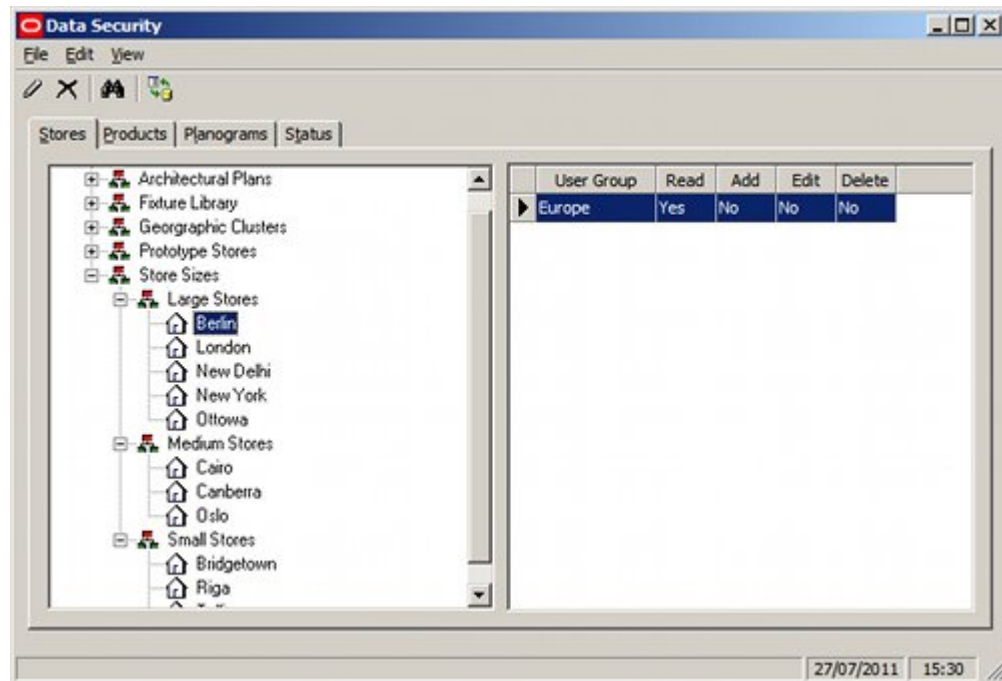 Data Security
File Edit View
Stores Products Planograms Status
Architectural Plans
Fixture Library
Georgraphic Clusters
Prototype Stores
Store Sizes
Large Stores
Berlin
London
New Delhi
New York
Ottowa
Medium Stores
Cairo
Canberra
Oslo
Small Stores
Bridgetown
Riga
User Group Read Add Edit Delete
Europe Yes No No No
27/07/2011 15:30